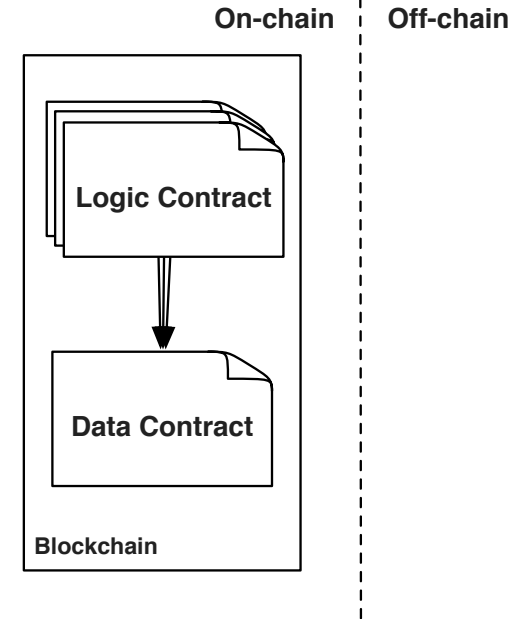 On-chain
Off-chain
Logic Contract
Data Contract
Blockchain